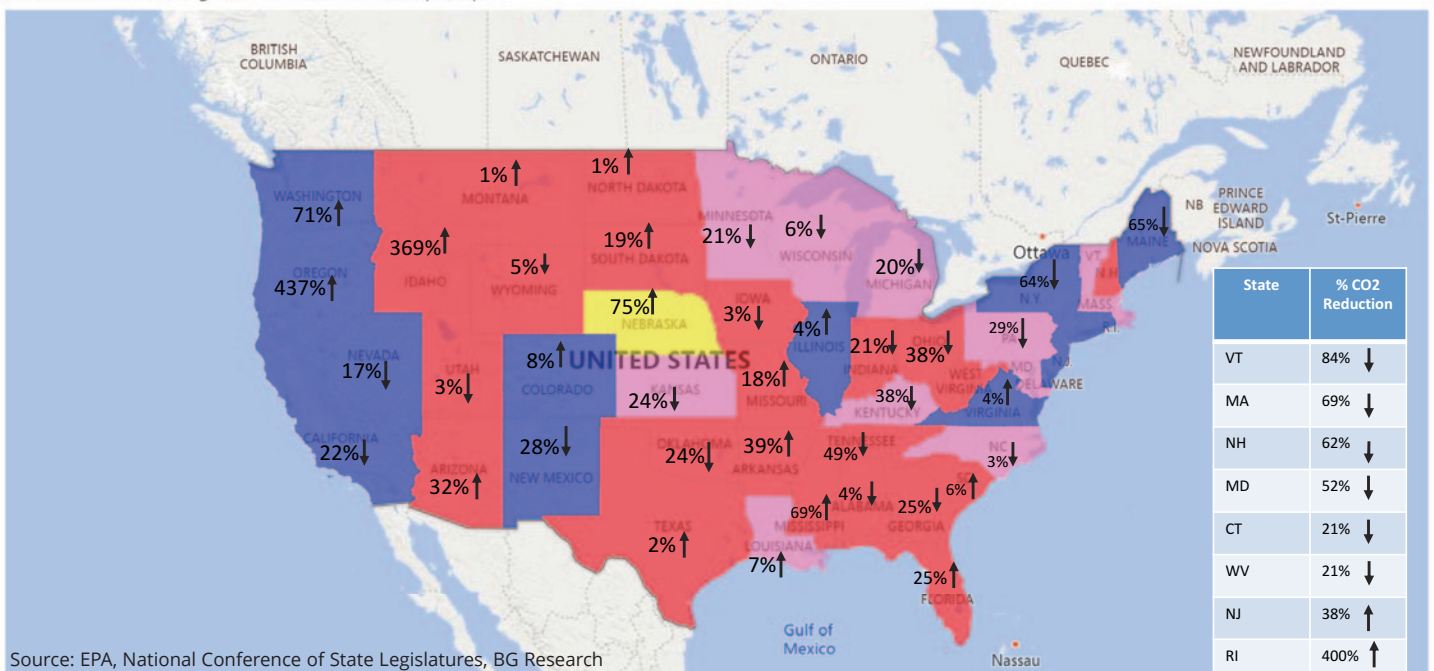 BRITISH
COLUMBIA
SASKATCHEWAN
ONTARIO
QUEBEC
NEWFOUNDLAND
AND LABRADOR
NB
PRINCE
EDWARD
ISLAND
NOVA SCOTIA
St-Pierre
Ottawa
WASHINGTON
71% ↑
OREGON
437% ↑
1% ↑
MONTANA
1% ↑
NORTH DAKOTA
369% ↑
IDAHO
5% ↓
WYOMING
19% ↑
SOUTH DAKOTA
MINNESOTA
21% ↓
6% ↓
WISCONSIN
20% ↓
MICHIGAN
65% ↓
MAINE
VT.
N.H.
64% ↓
N.Y.
MASS.
R.I.
75% ↑
NEBRASKA
IOWA
3% ↓
4% ↑
ILLINOIS
21% ↓
INDIANA
OHIO
38% ↓
29% ↓
PA.
N.J.
MD.
DELAWARE
UNITED STATES
NEVADA
17% ↓
UTAH
3% ↓
8% ↑
COLORADO
KANSAS
24% ↓
18% ↑
MISSOURI
38% ↓
KENTUCKY
WEST
VIRGINIA
4% ↑
VIRGINIA
CALIFORNIA
22% ↓
ARIZONA
32% ↑
28% ↓
NEW MEXICO
OKLAHOMA
24% ↓
39% ↑
ARKANSAS
TENNESSEE
49% ↓
NC
3% ↓
TEXAS
2% ↑
69% ↑
MISSISSIPPI
4% ↓
ALABAMA
25% ↓
GEORGIA
6% ↑
LOUISIANA
7% ↑
25% ↑
FLORIDA
Gulf of
Mexico
Nassau
State % CO2
Reduction
VT 84% ↓
MA 69% ↓
NH 62% ↓
MD 52% ↓
CT 21% ↓
WV 21% ↓
NJ 38% ↑
RI 400% ↑
Source: EPA, National Conference of State Legislatures, BG Research